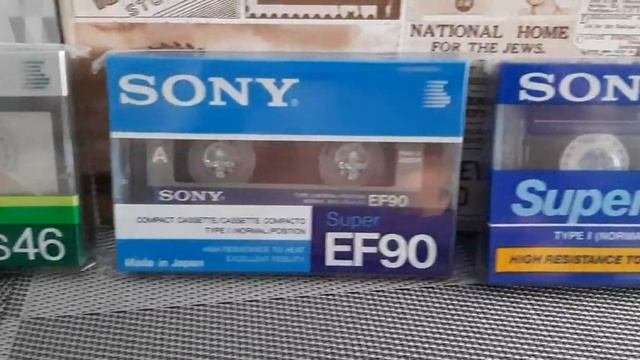 NATIONAL HOME
FOR THE JEWS.
SONY
A
SONY
EF90
COMPACT CASSETTE/CASSETTE COMPACTO
TYPE I (NORMAL) POSITION
HIGH RESISTANCE TO HEAT
EXCELLENT FIDELITY
Made in Japan
Super
EF90
s46
SON
Super
TYPE I (NORMA
HIGH RESISTANCE TO